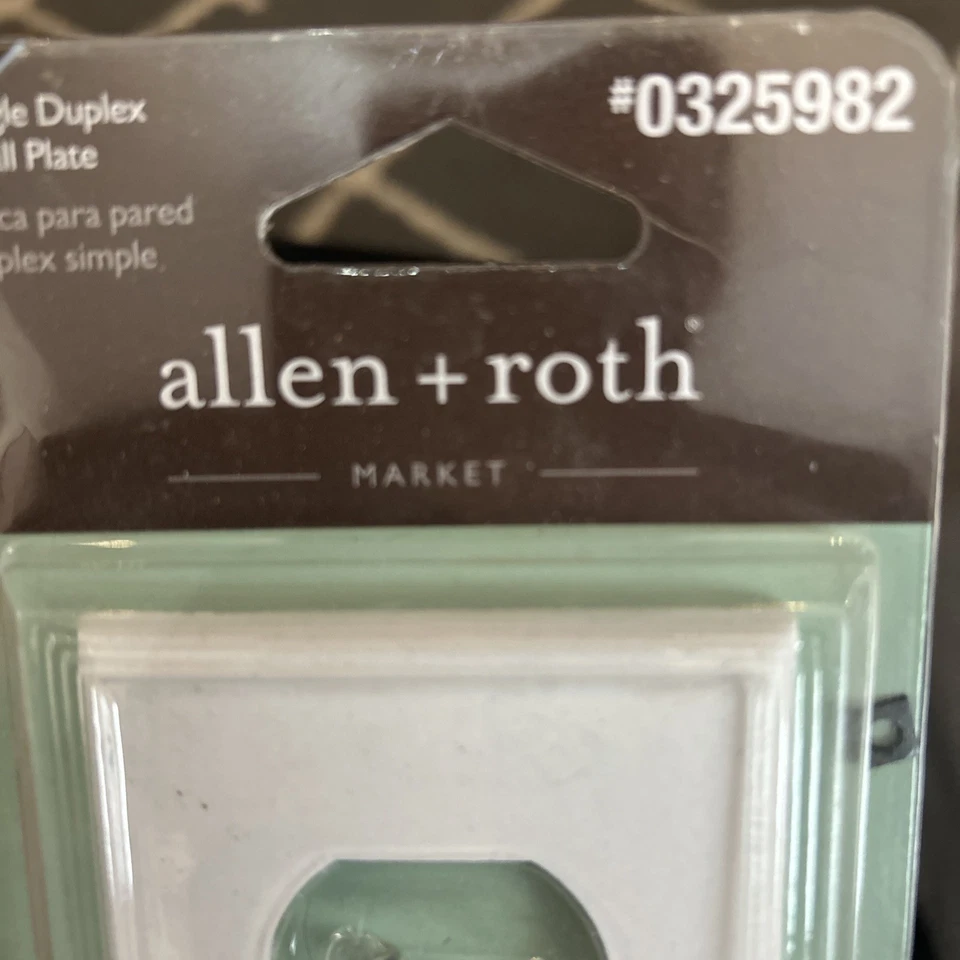 gle Duplex
ll Plate
ca para pared
plex simple
#0325982
allen + roth®
MARKET